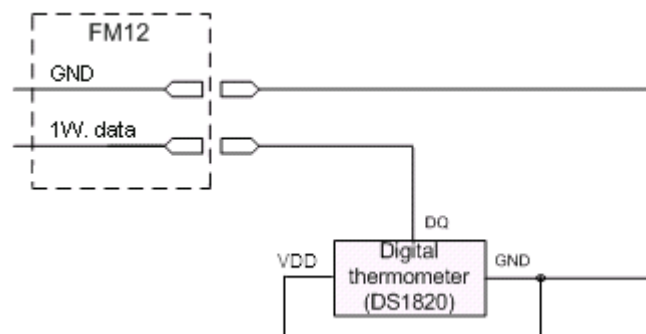 FM12
GND
1W. data
DQ
VDD
Digital
thermometer
(DS1820)
GND